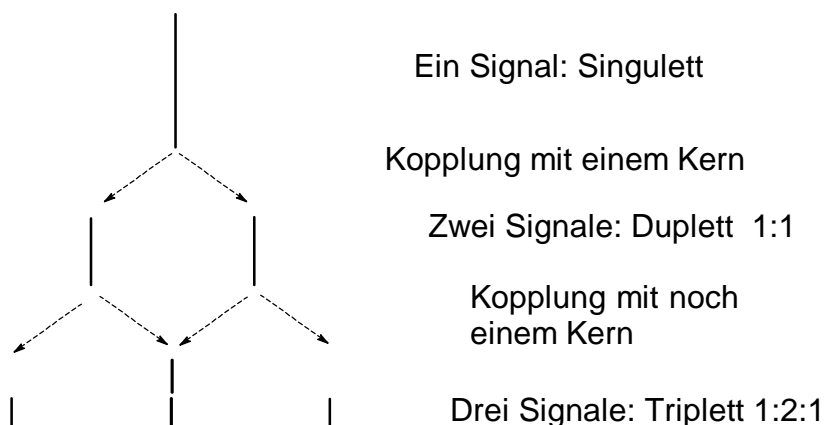 Ein Signal: Singulett
Kopplung mit einem Kern
Zwei Signale: Duplett 1:1
Kopplung mit noch
einem Kern
Drei Signale: Triplett 1:2:1